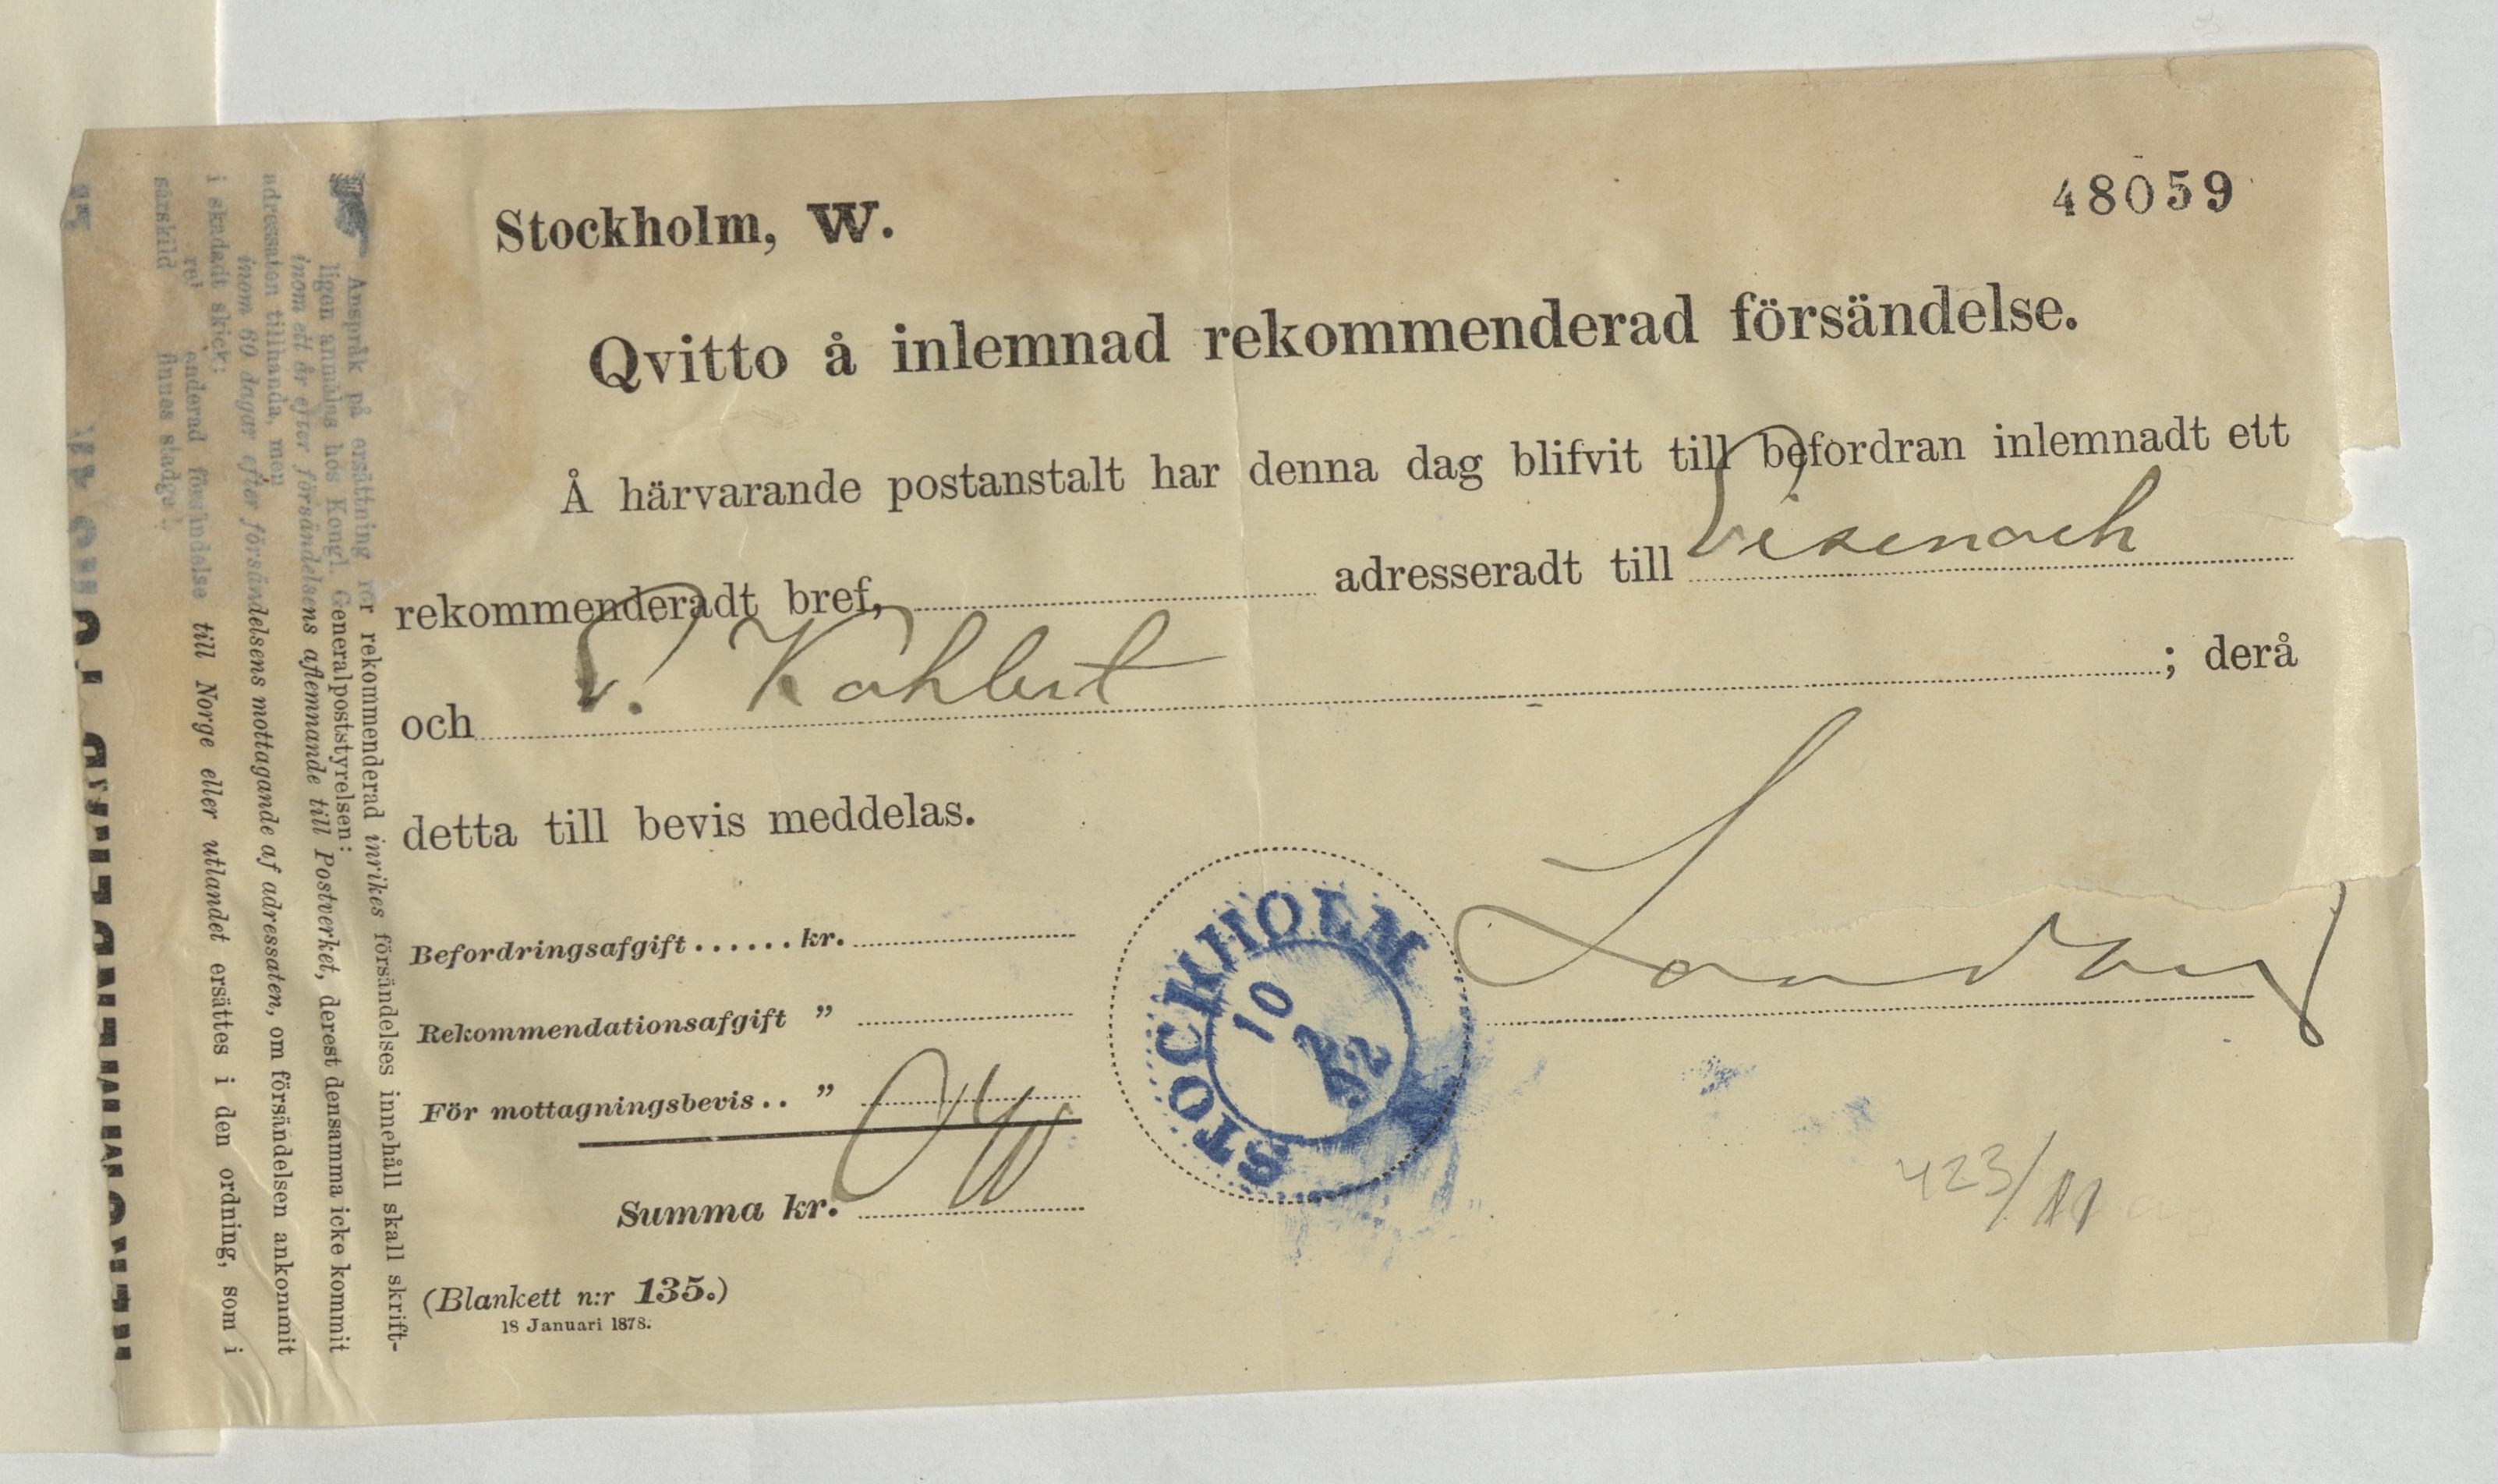 48059
Stockholm, W.
Qvitto å inlemnad rekommenderad försändelse.
Å härvarande postanstalt har denna dag blifvit till befordran inlemnadt ett
rekommenderadt bref, adresseradt till Eisenach
och V. Kahlert ; derå
detta till bevis meddelas.
Befordringsafgift ...... kr.
Rekommendationsafgift "
För mottagningsbevis .. "
Summa kr.
STOCKHOLM
10
Landberg
423/11
(Blankett n:r 135.)
18 Januari 1878.
Anspråk på ersättning för rekommenderad inrikes försändelses innehåll skall skrift-
ligen anmälas hos Kongl. Generalpoststyrelsen:
inom ett år efter försändelsens aflemnande till Postverket, derest densamma icke kommit
adressaten tillhanda, men
inom 60 dagar efter försändelsens mottagande af adressaten, om försändelsen ankommit
i skadadt skick:
enderad försändelse till Norge eller utlandet ersättes i den ordning, som i
särskild finnes stadga